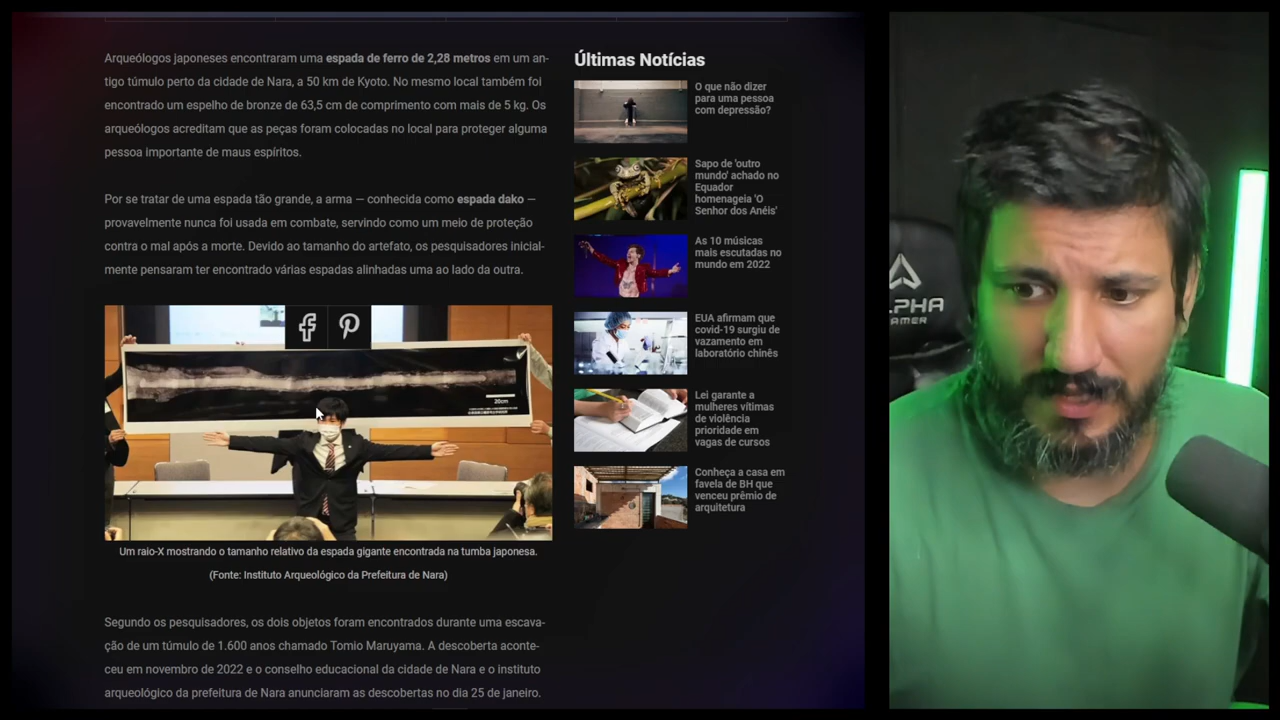 Arqueólogos japoneses encontraram uma espada de ferro de 2,28 metros em um an-
tigo túmulo perto da cidade de Nara, a 50 km de Kyoto. No mesmo local também foi
encontrado um espelho de bronze de 63,5 cm de comprimento com mais de 5 kg. Os
arqueólogos acreditam que as peças foram colocadas no local para proteger alguma
pessoa importante de maus espíritos.
Por se tratar de uma espada tão grande, a arma — conhecida como espada dako —
provavelmente nunca foi usada em combate, servindo como um meio de proteção
contra o mal após a morte. Devido ao tamanho do artefato, os pesquisadores inicial-
mente pensaram ter encontrado várias espadas alinhadas uma ao lado da outra.
20cm
Um raio-X mostrando o tamanho relativo da espada gigante encontrada na tumba japonesa.
(Fonte: Instituto Arqueológico da Prefeitura de Nara)
Segundo os pesquisadores, os dois objetos foram encontrados durante uma escava-
ção de um túmulo de 1.600 anos chamado Tomio Maruyama. A descoberta aconte-
ceu em novembro de 2022 e o conselho educacional da cidade de Nara e o instituto
arqueológico da prefeitura de Nara anunciaram as descobertas no dia 25 de janeiro.
Últimas Notícias
O que não dizer
para uma pessoa
com depressão?
Sapo de 'outro
mundo' achado no
Equador
homenageia 'O
Senhor dos Anéis'
As 10 músicas
mais escutadas no
mundo em 2022
EUA afirmam que
covid-19 surgiu de
vazamento em
laboratório chinês
Lei garante a
mulheres vítimas
de violência
prioridade em
vagas de cursos
Conheça a casa em
favela de BH que
venceu prêmio de
arquitetura
LPHA
GAMER